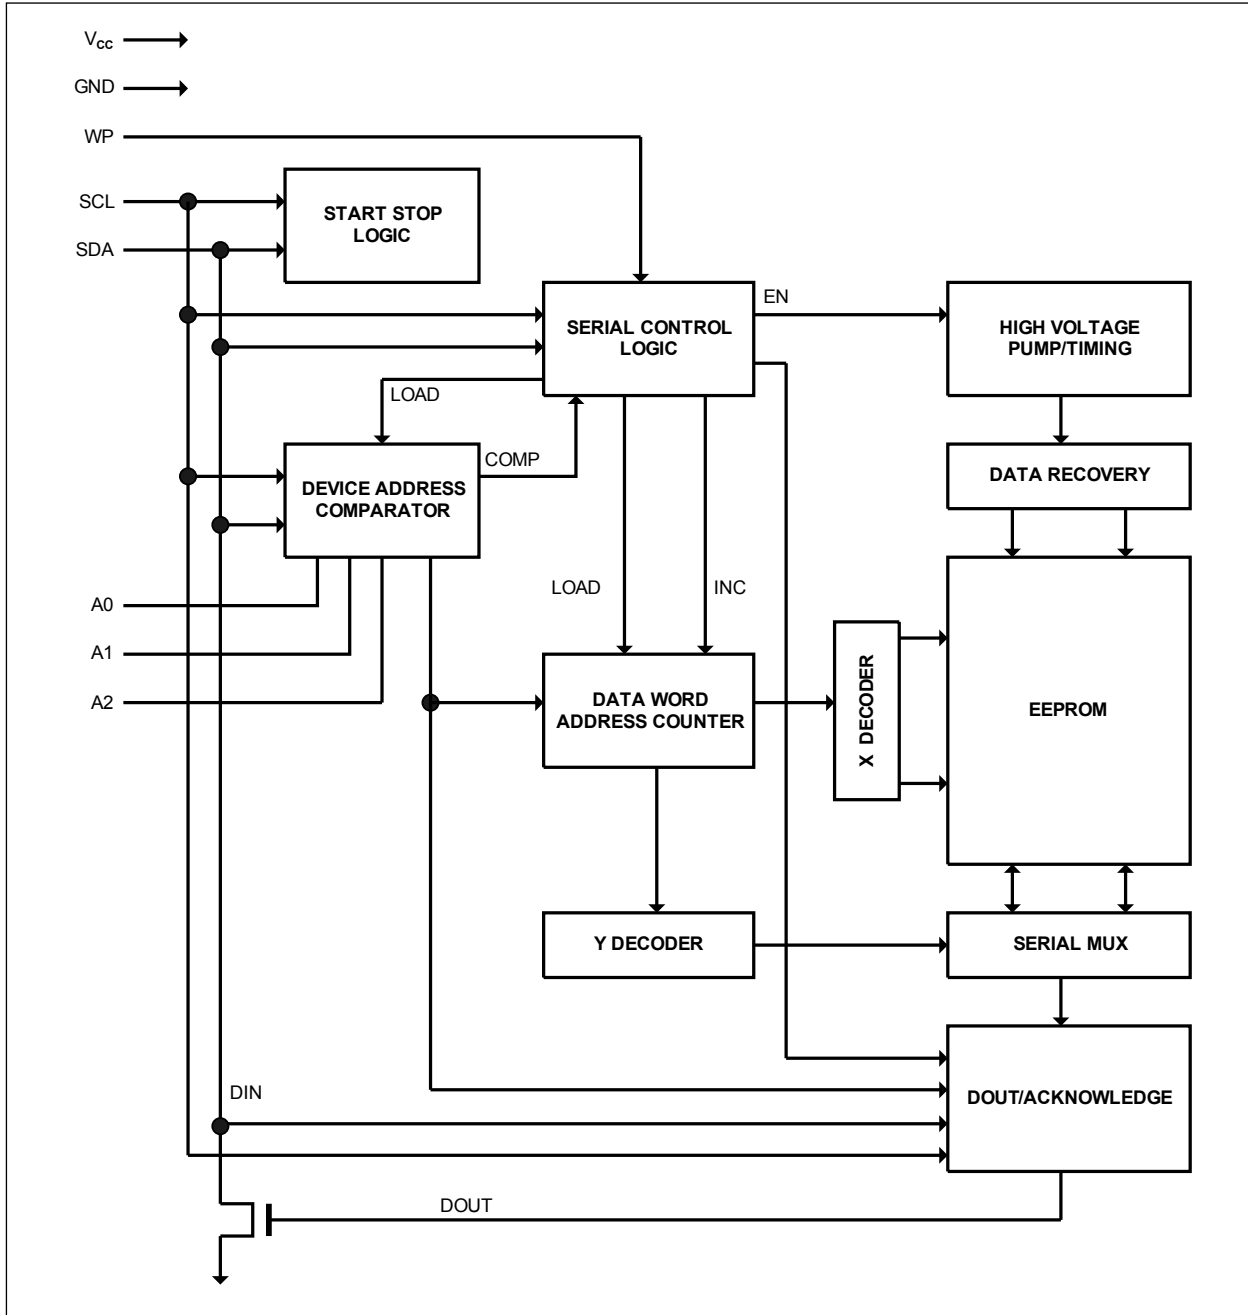 VCC
GND
WP
SCL
SDA
START STOP
LOGIC
SERIAL CONTROL
LOGIC
EN
HIGH VOLTAGE
PUMP/TIMING
LOAD
COMP
DEVICE ADDRESS
COMPARATOR
DATA RECOVERY
A0
A1
A2
LOAD
INC
DATA WORD
ADDRESS COUNTER
X DECODER
EEPROM
Y DECODER
SERIAL MUX
DIN
DOUT/ACKNOWLEDGE
DOUT